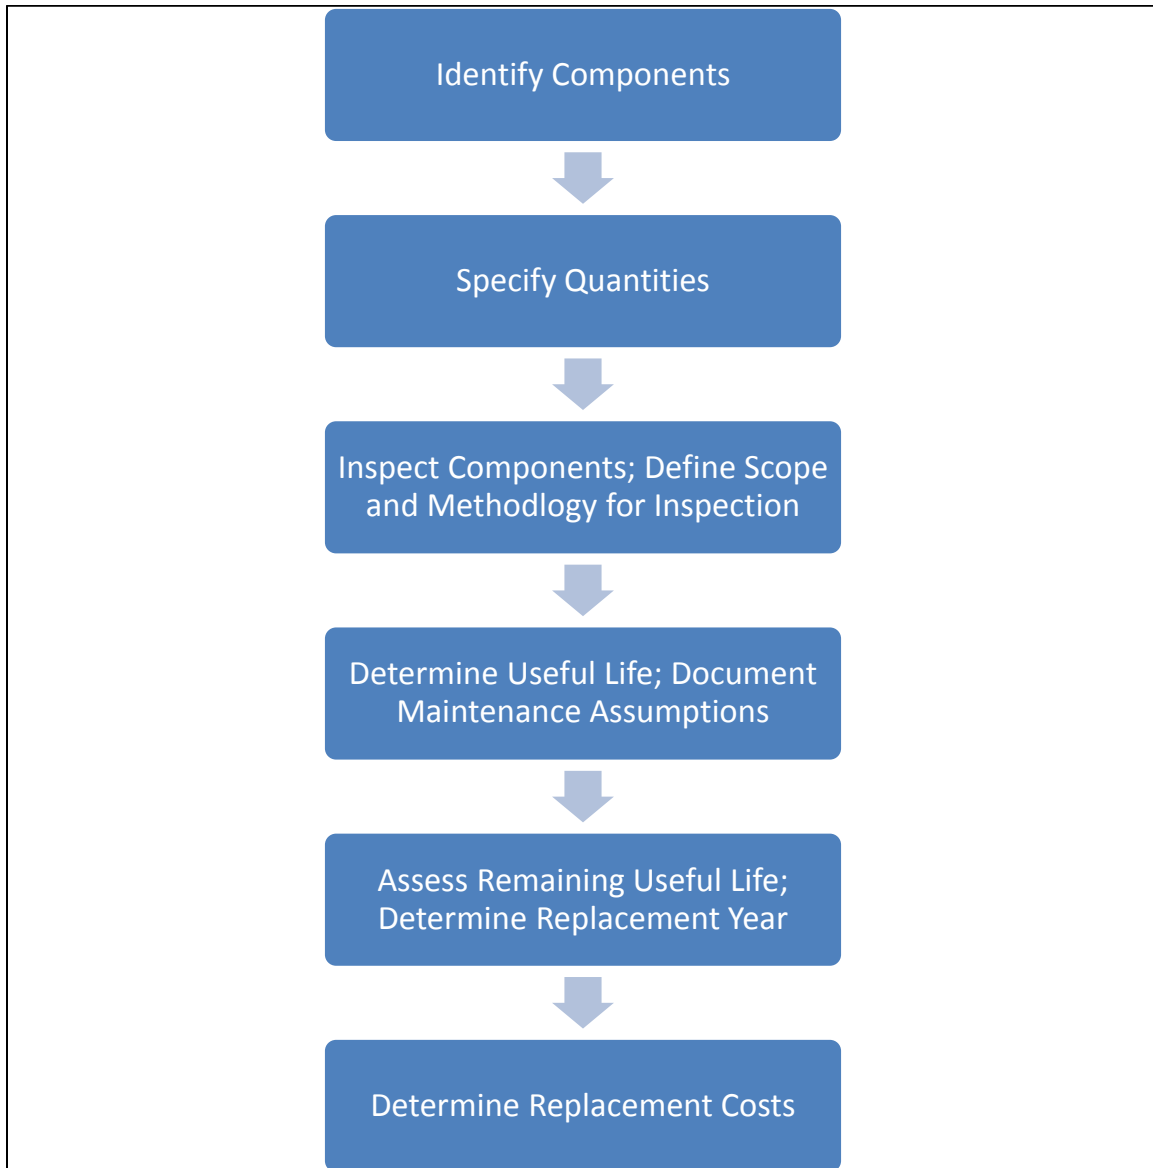 Identify Components
Specify Quantities
Inspect Components; Define Scope
and Methodlogy for Inspection
Determine Useful Life; Document
Maintenance Assumptions
Assess Remaining Useful Life;
Determine Replacement Year
Determine Replacement Costs